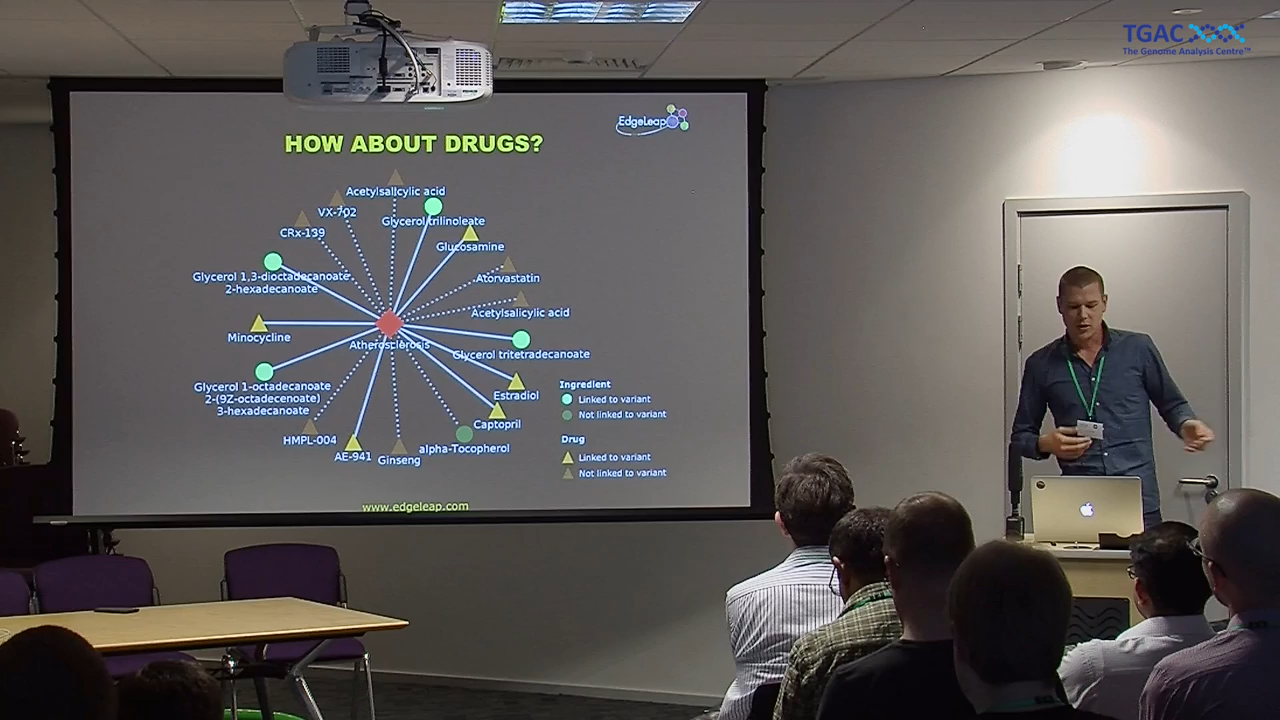 TGAC
The Genome Analysis Centre™
EdgeLeap
HOW ABOUT DRUGS?
Acetylsalicylic acid
VX-702
Glycerol trilinoleate
CRx-139
Glucosamine
Glycerol 1,3-dioctadecanoate
2-hexadecanoate
Atorvastatin
Acetylsalicylic acid
Minocycline
Atherosclerosis
Glycerol tritetradecanoate
Glycerol 1-octadecanoate
2-(9Z-octadecenoate)
3-hexadecanoate
Estradiol
Captopril
HMPL-004
AE-941
Ginseng
alpha-Tocopherol
Ingredient
Linked to variant
Not linked to variant
Drug
Linked to variant
Not linked to variant
www.edgeleap.com